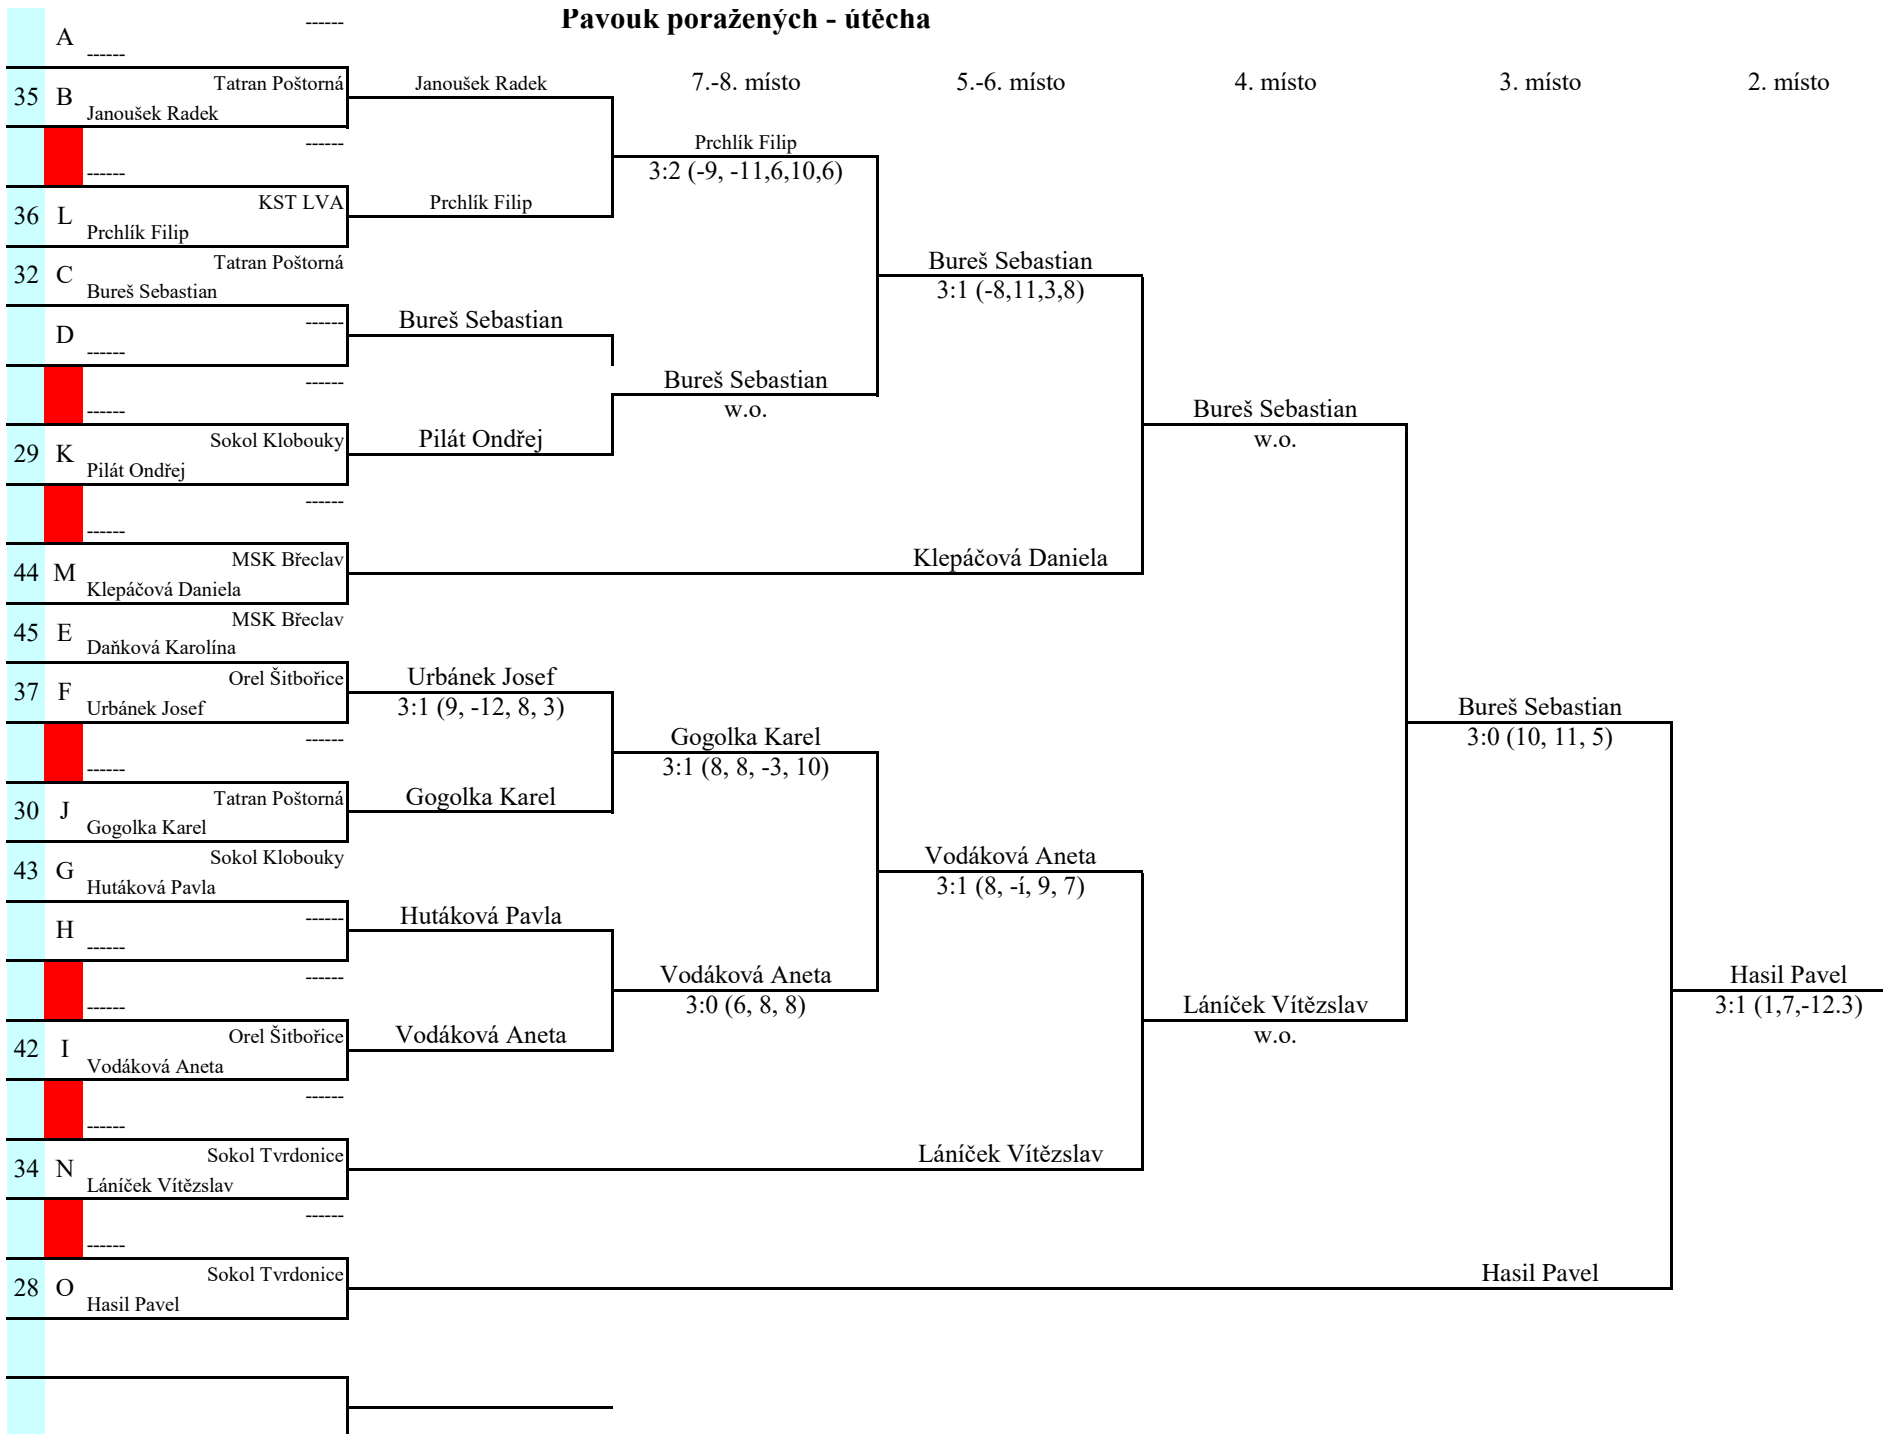 Pavouk poražených - útěcha
------
A
------
7.-8. místo
5.-6. místo
4. místo
3. místo
2. místo
35 B Tatran Poštorná
Janoušek Radek
Janoušek Radek
------
------
Prchlík Filip
3:2 (-9, -11,6,10,6)
36 L KST LVA
Prchlík Filip
Prchlík Filip
32 C Tatran Poštorná
Bureš Sebastian
Bureš Sebastian
3:1 (-8,11,3,8)
D ------
------
Bureš Sebastian
------
------
Bureš Sebastian
w.o.
Bureš Sebastian
w.o.
29 K Sokol Klobouky
Pilát Ondřej
Pilát Ondřej
------
------
44 M MSK Břeclav
Klepáčová Daniela
Klepáčová Daniela
45 E MSK Břeclav
Daňková Karolína
37 F Orel Šitbořice
Urbánek Josef
Urbánek Josef
3:1 (9, -12, 8, 3)
Bureš Sebastian
3:0 (10, 11, 5)
------
------
Gogolka Karel
3:1 (8, 8, -3, 10)
30 J Tatran Poštorná
Gogolka Karel
Gogolka Karel
43 G Sokol Klobouky
Hutáková Pavla
Vodáková Aneta
3:1 (8, -í, 9, 7)
H ------
------
Hutáková Pavla
------
------
Vodáková Aneta
3:0 (6, 8, 8)
Láníček Vítězslav
w.o.
Hasil Pavel
3:1 (1,7,-12.3)
42 I Orel Šitbořice
Vodáková Aneta
Vodáková Aneta
------
------
34 N Sokol Tvrdonice
Láníček Vítězslav
Láníček Vítězslav
------
------
28 O Sokol Tvrdonice
Hasil Pavel
Hasil Pavel